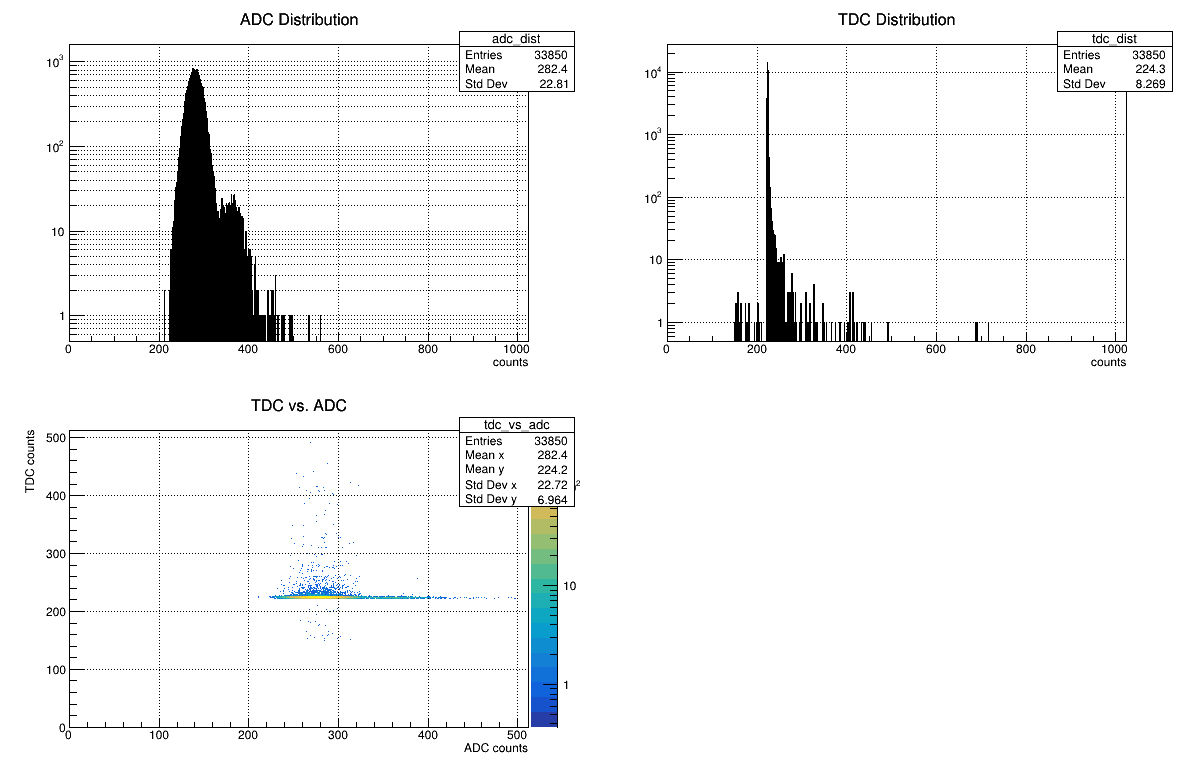 ADC Distribution
adc_dist
Entries 33850
Mean 282.4
Std Dev 22.81
10³
10²
10
1
0 200 400 600 800 1000
counts
TDC Distribution
tdc_dist
Entries 33850
Mean 224.3
Std Dev 8.269
10⁴
10³
10²
10
1
0 200 400 600 800 1000
counts
TDC vs. ADC
tdc_vs_adc
Entries 33850
Mean x 282.4
Mean y 224.2
Std Dev x 22.72
Std Dev y 6.964
TDC counts
500
400
300
200
100
0
0 100 200 300 400 500
ADC counts
2
10
1